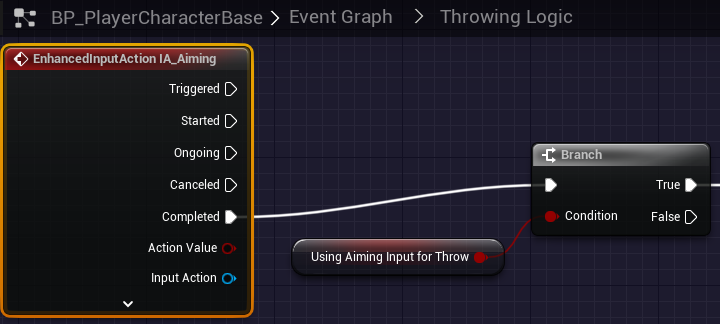 BP_PlayerCharacterBase > Event Graph > Throwing Logic
EnhancedInputAction IA_Aiming
Triggered
Started
Ongoing
Canceled
Completed
Action Value
Input Action
Using Aiming Input for Throw
Branch
True
Condition
False